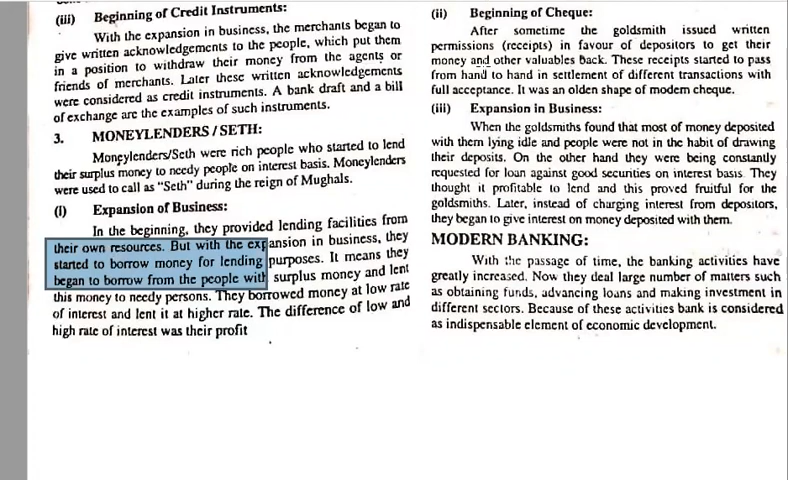 (iii) Beginning of Credit Instruments:
With the expansion in business, the merchants began to
give written acknowledgements to the people, which put them
in a position to withdraw their money from the agents or
friends of merchants. Later these written acknowledgements
were considered as credit instruments. A bank draft and a bill
of exchange are the examples of such instruments.
3. MONEYLENDERS / SETH:
Moneylenders/Seth were rich people who started to lend
their surplus money to needy people on interest basis. Moneylenders
were used to call as "Seth" during the reign of Mughals.
(i) Expansion of Business:
In the beginning, they provided lending facilities from
their own resources. But with the expansion in business, they
started to borrow money for lending purposes. It means they
began to borrow from the people with surplus money and lent
this money to needy persons. They borrowed money at low rate
of interest and lent it at higher rate. The difference of low and
high rate of interest was their profit
(ii) Beginning of Cheque:
After sometime the goldsmith issued written
permissions (receipts) in favour of depositors to get their
money and other valuables back. These receipts started to pass
from hand to hand in settlement of different transactions with
full acceptance. It was an olden shape of modem cheque.
(iii) Expansion in Business:
When the goldsmiths found that most of money deposited
with them lying idle and people were not in the habit of drawing
their deposits. On the other hand they were being constantly
requested for loan against good securities on interest basis. They
thought it profitable to lend and this proved fruitful for the
goldsmiths. Later, instead of charging interest from depositors,
they began to give interest on money deposited with them.
MODERN BANKING:
With the passage of time, the banking activities have
greatly increased. Now they deal large number of matters such
as obtaining funds, advancing loans and making investment in
different sectors. Because of these activities bank is considered
as indispensable element of economic development.